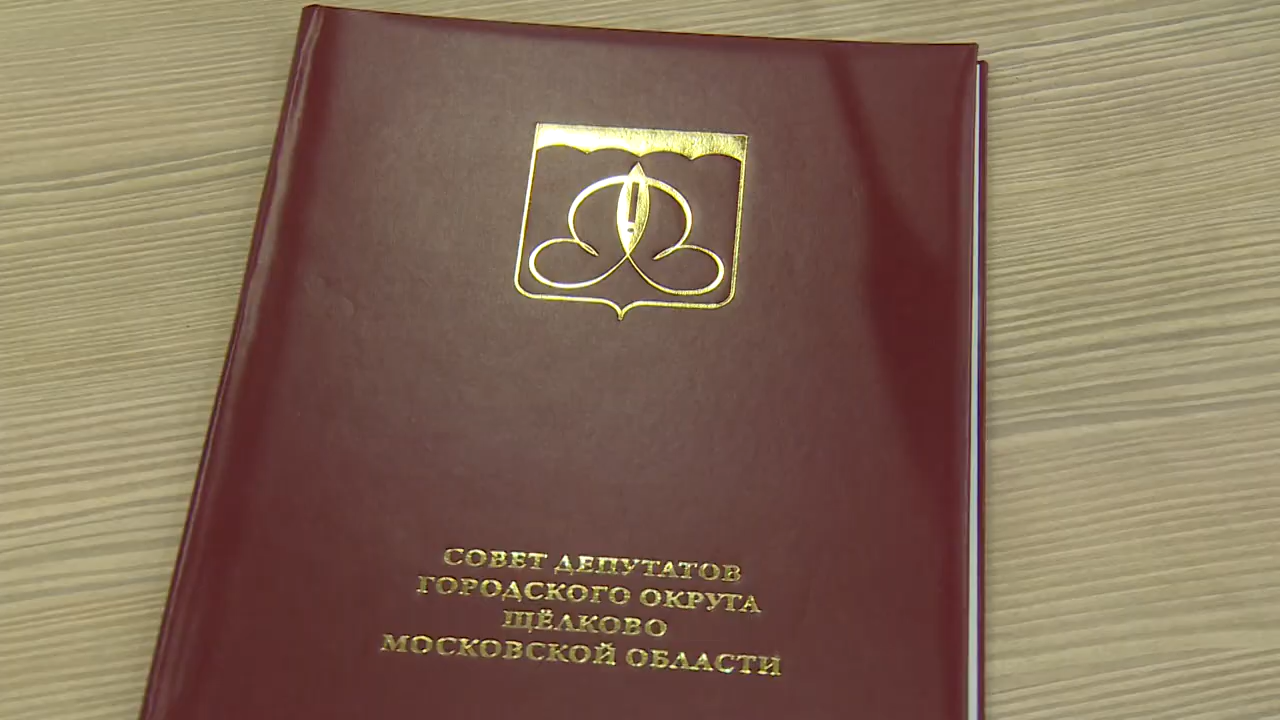 СОВЕТ ДЕПУТАТОВ
ГОРОДСКОГО ОКРУГА
ЩЁЛКОВО
МОСКОВСКОЙ ОБЛАСТИ